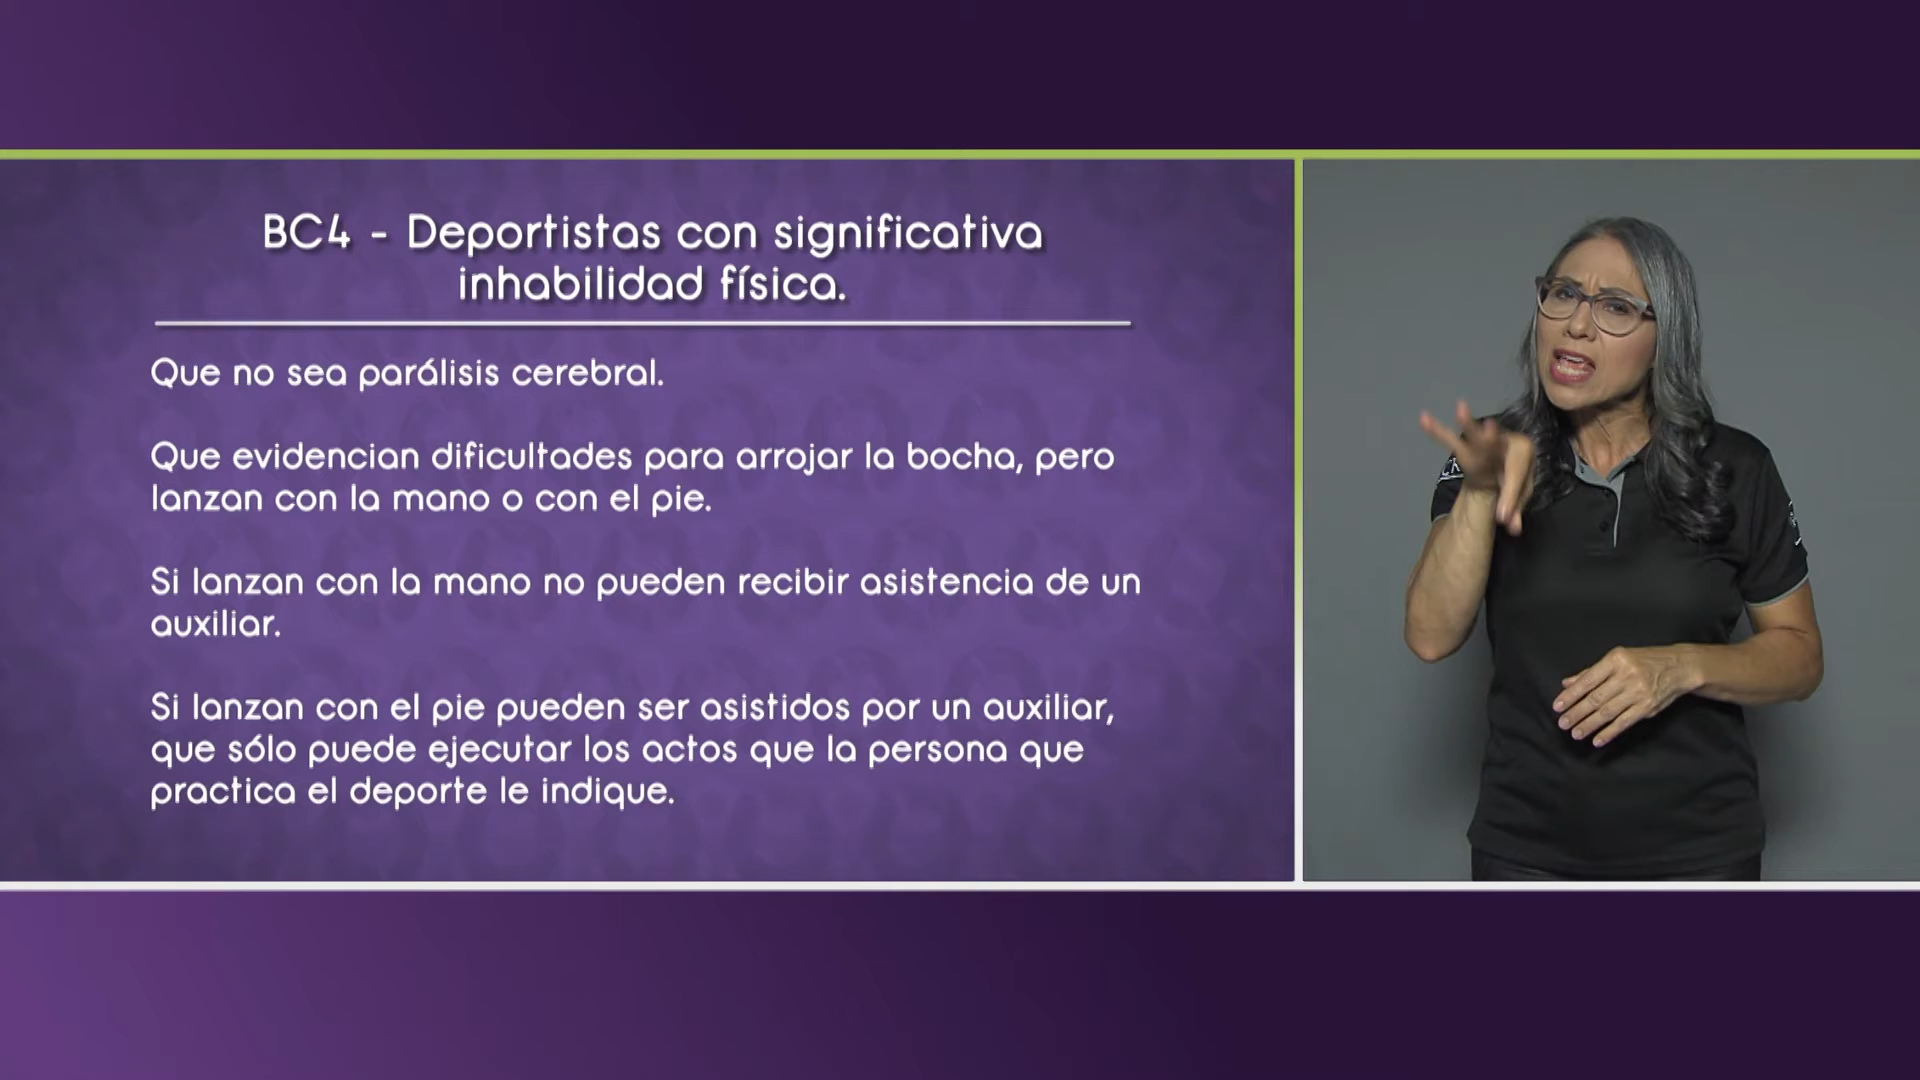 BC4 - Deportistas con significativa
inhabilidad física.
Que no sea parálisis cerebral.
Que evidencian dificultades para arrojar la bocha, pero
lanzan con la mano o con el pie.
Si lanzan con la mano no pueden recibir asistencia de un
auxiliar.
Si lanzan con el pie pueden ser asistidos por un auxiliar,
que sólo puede ejecutar los actos que la persona que
practica el deporte le indique.